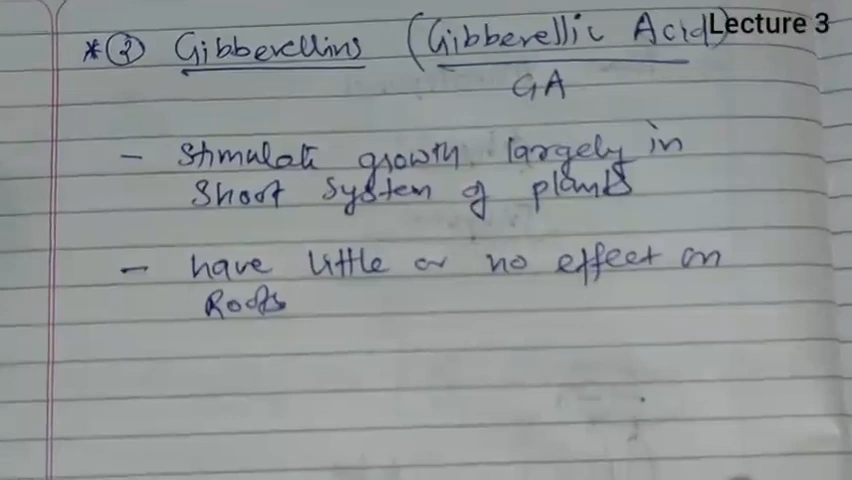 * ③ Gibberellins (Gibberellic Acid) Lecture 3
GA
- Stimulate growth largely in
Shoot System of plants
- have little or no effect on
Roots